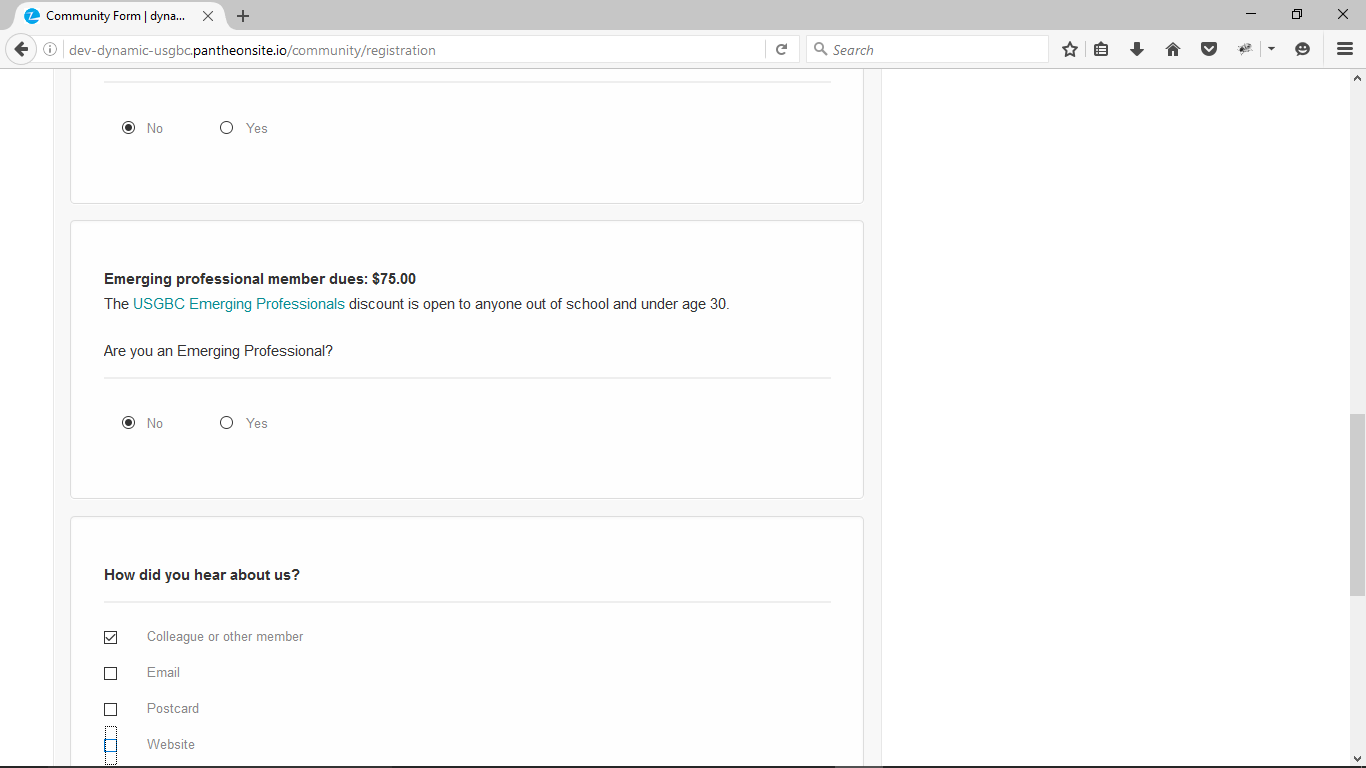 Community Form | dyna...
dev-dynamic-usgbc.pantheonsite.io/community/registration
Search
No
Yes
Emerging professional member dues: $75.00
The USGBC Emerging Professionals discount is open to anyone out of school and under age 30.
Are you an Emerging Professional?
No
Yes
How did you hear about us?
Colleague or other member
Email
Postcard
Website